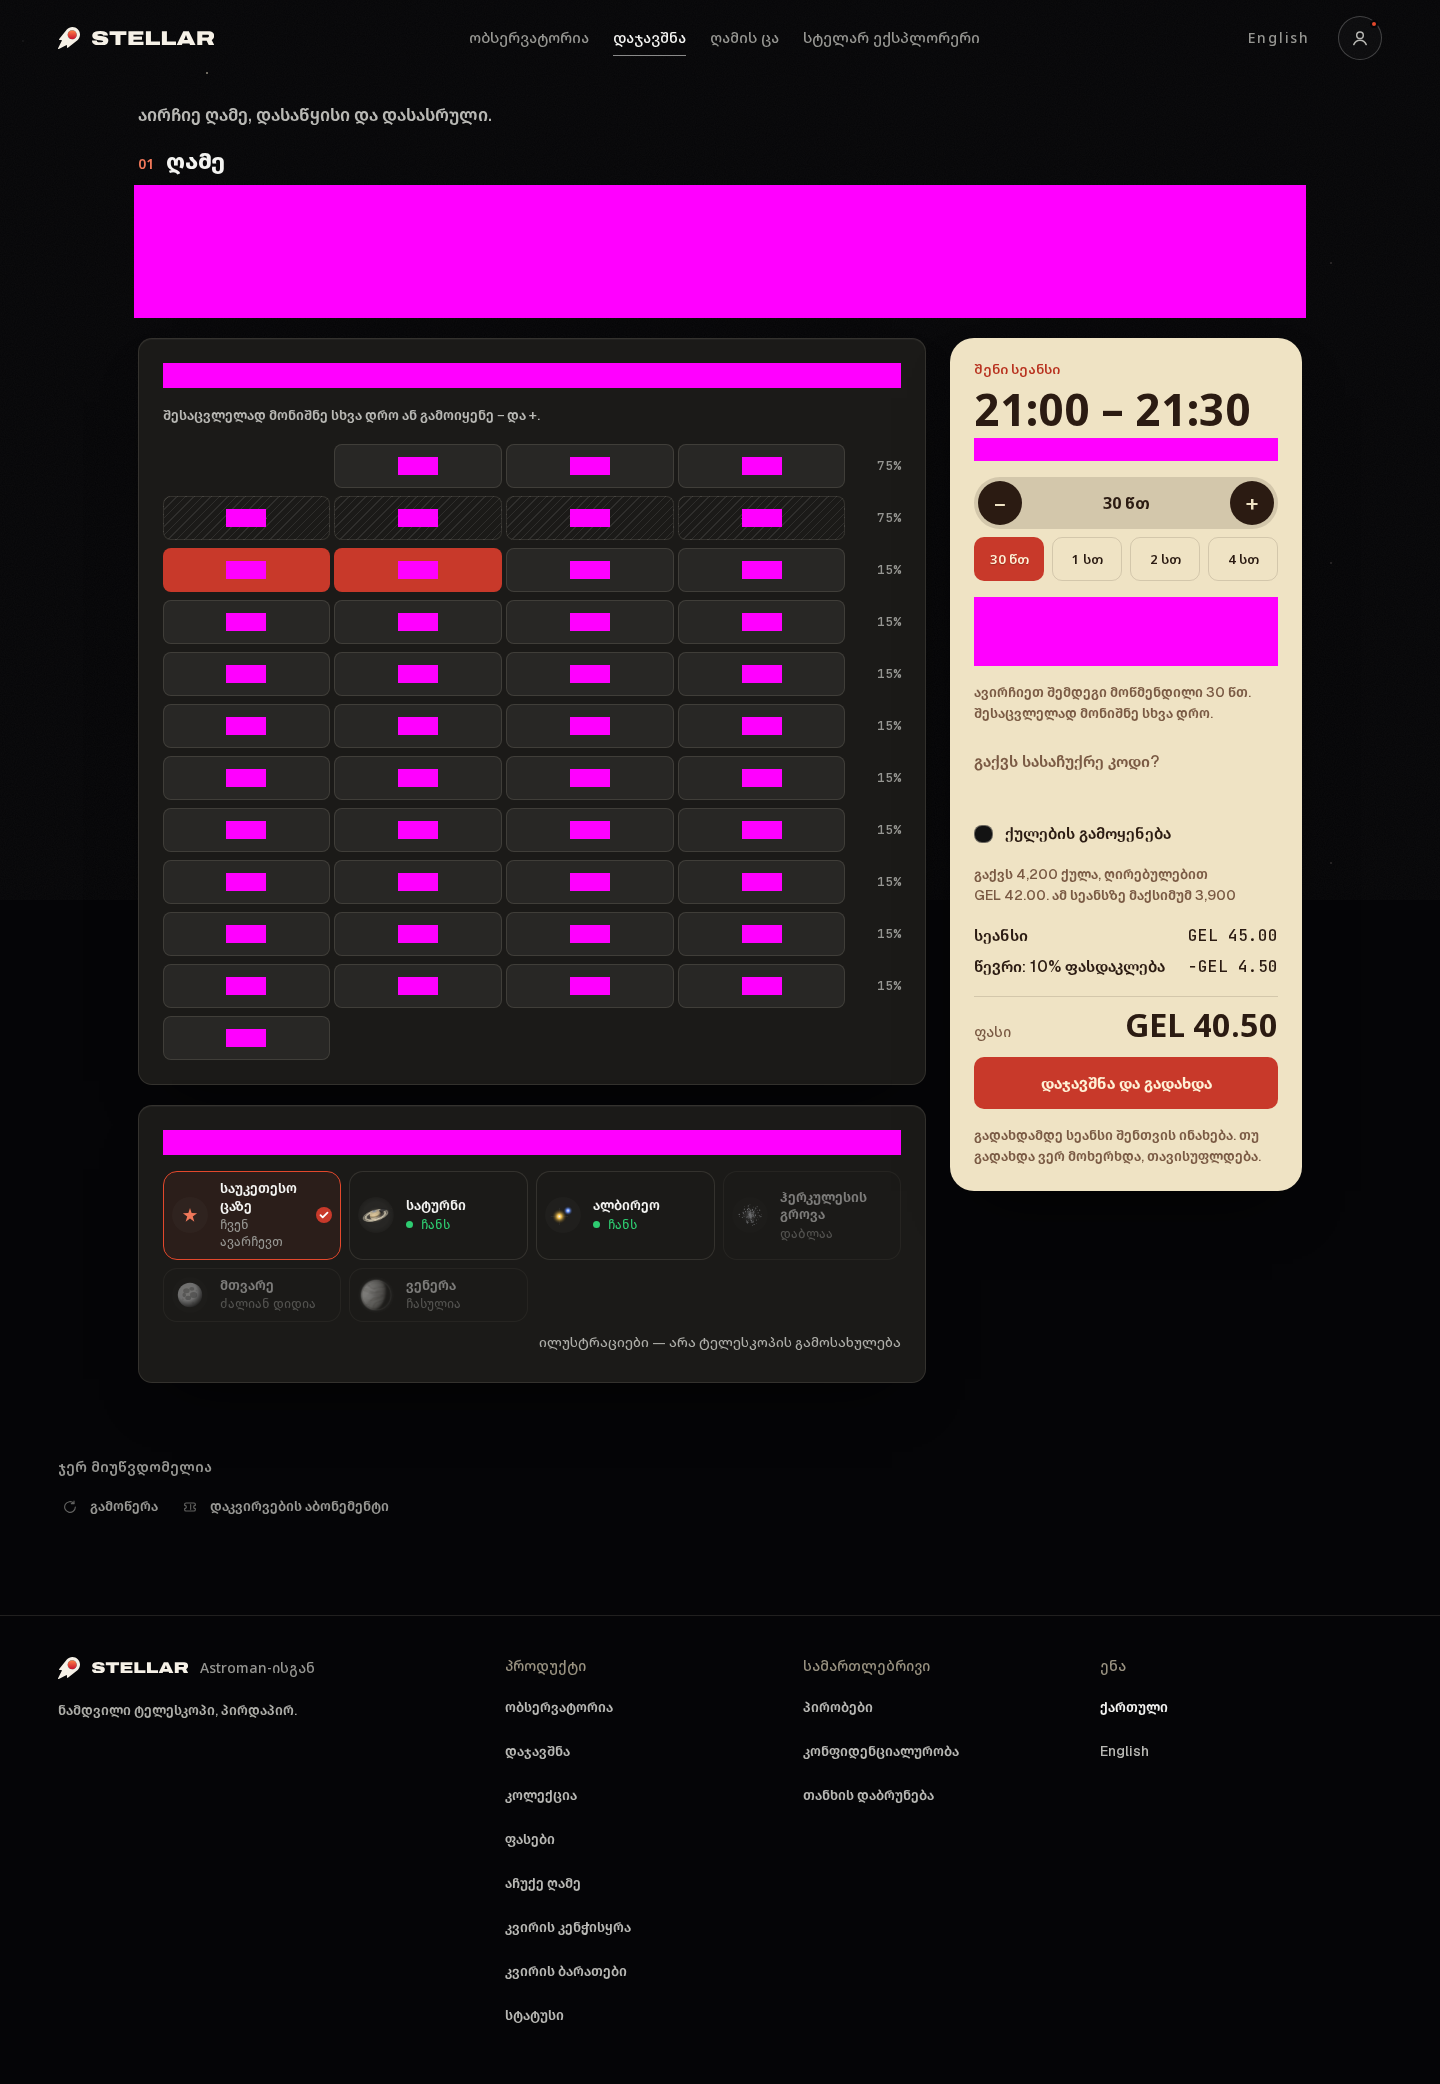 STELLAR
ობსერვატორია
დაჯავშნა
ღამის ცა
სტელარ ექსპლორერი
English
აირჩიე ღამე, დასაწყისი და დასასრული.
01 ღამე
შესაცვლელად მონიშნე სხვა დრო ან გამოიყენე – და +.
75%
75%
15%
15%
15%
15%
15%
15%
15%
15%
15%
შენი სეანსი
21:00 – 21:30
– 30 წთ +
30 წთ
1 სთ
2 სთ
4 სთ
ავირჩიეთ შემდეგი მოწმენდილი 30 წთ.
შესაცვლელად მონიშნე სხვა დრო.
გაქვს სასაჩუქრე კოდი?
ქულების გამოყენება
გაქვს 4,200 ქულა, ღირებულებით
GEL 42.00. ამ სეანსზე მაქსიმუმ 3,900
სეანსი GEL 45.00
წევრი: 10% ფასდაკლება -GEL 4.50
ფასი GEL 40.50
დაჯავშნა და გადახდა
გადახდამდე სეანსი შენთვის ინახება. თუ
გადახდა ვერ მოხერხდა, თავისუფლდება.
საუკეთესო
ცაზე
ჩვენ
ავარჩევთ
სატურნი
ჩანს
ალბირეო
ჩანს
ჰერკულესის
გროვა
დაბლაა
მთვარე
ძალიან დიდია
ვენერა
ჩასულია
ილუსტრაციები — არა ტელესკოპის გამოსახულება
ჯერ მიუწვდომელია
გამოწერა
დაკვირვების აბონემენტი
STELLAR Astroman-ისგან
ნამდვილი ტელესკოპი, პირდაპირ.
პროდუქტი
ობსერვატორია
დაჯავშნა
კოლექცია
ფასები
აჩუქე ღამე
კვირის კენჭისყრა
კვირის ბარათები
სტატუსი
სამართლებრივი
პირობები
კონფიდენციალურობა
თანხის დაბრუნება
ენა
ქართული
English